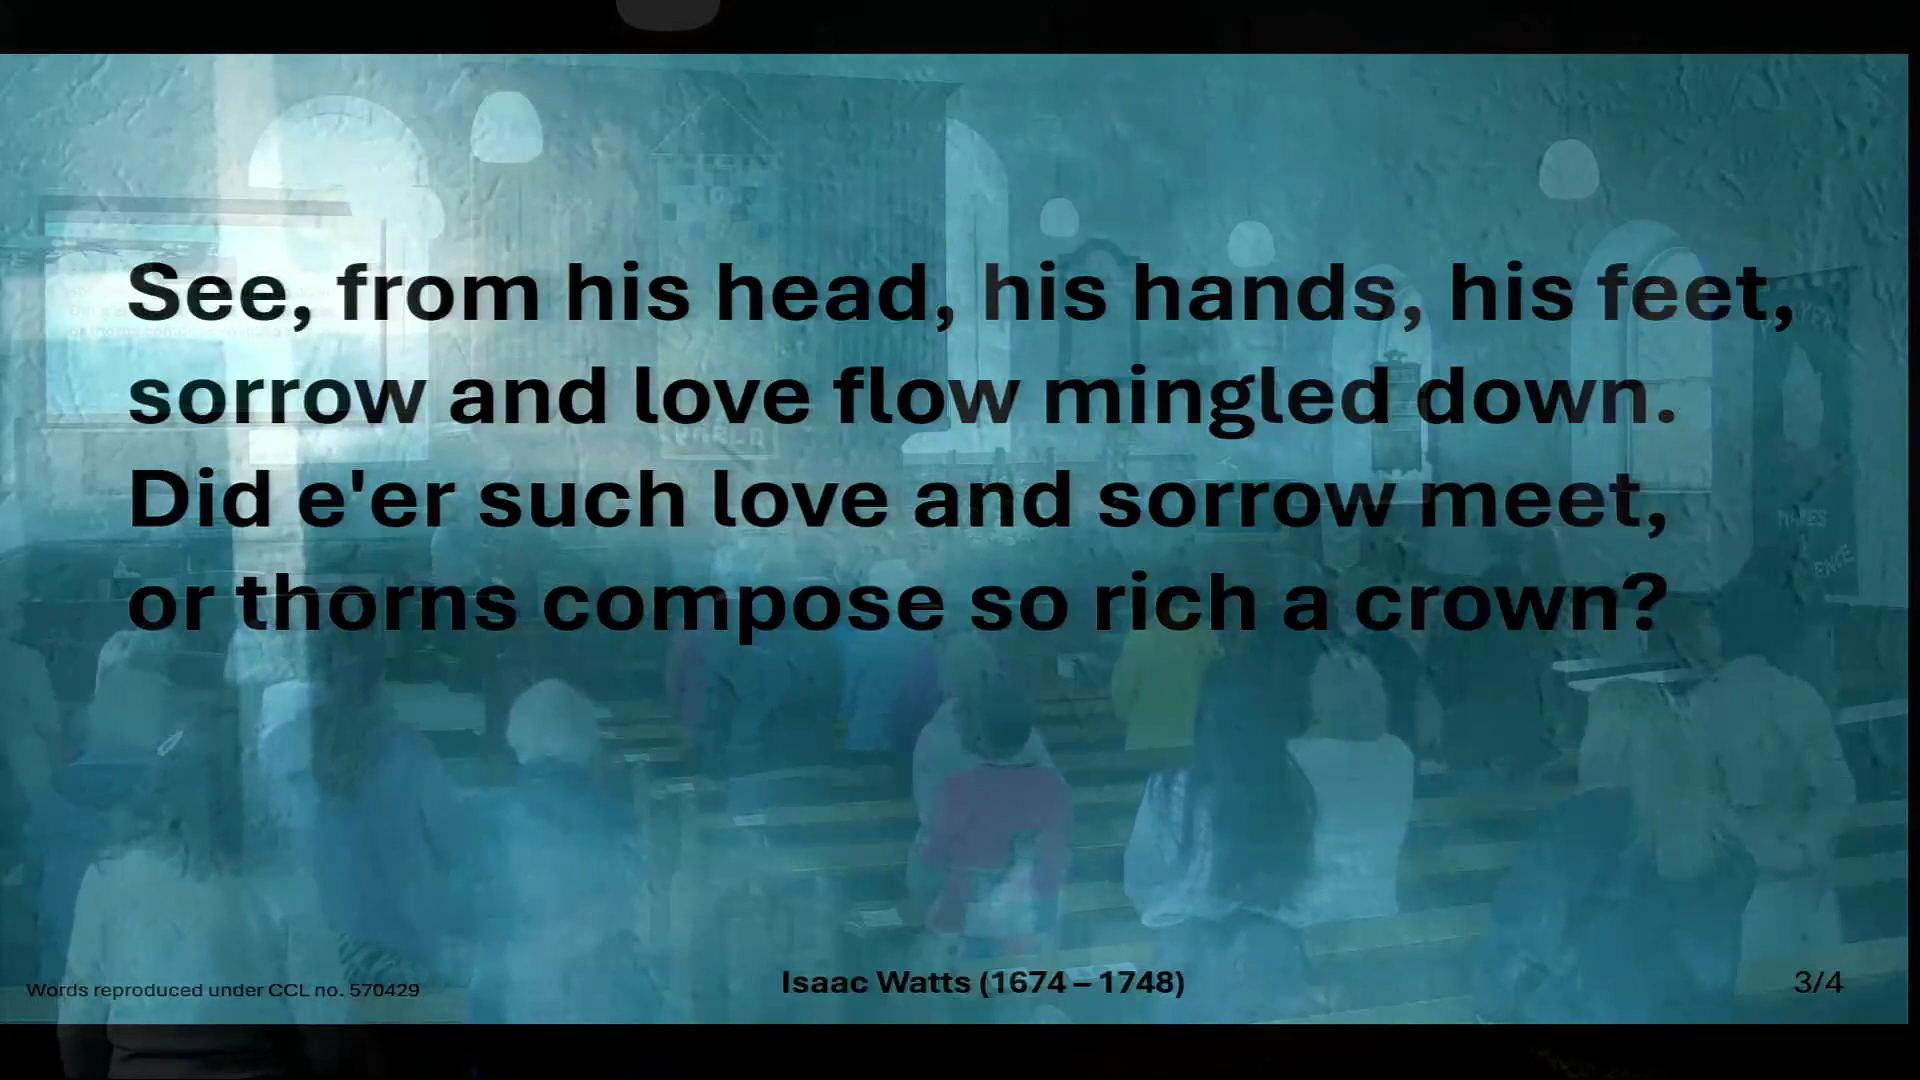 See, from his head, his hands, his feet,
sorrow and love flow mingled down.
Did e'er such love and sorrow meet,
or thorns compose so rich a crown?
Words reproduced under CCL no. 570429
Isaac Watts (1674 – 1748)
3/4